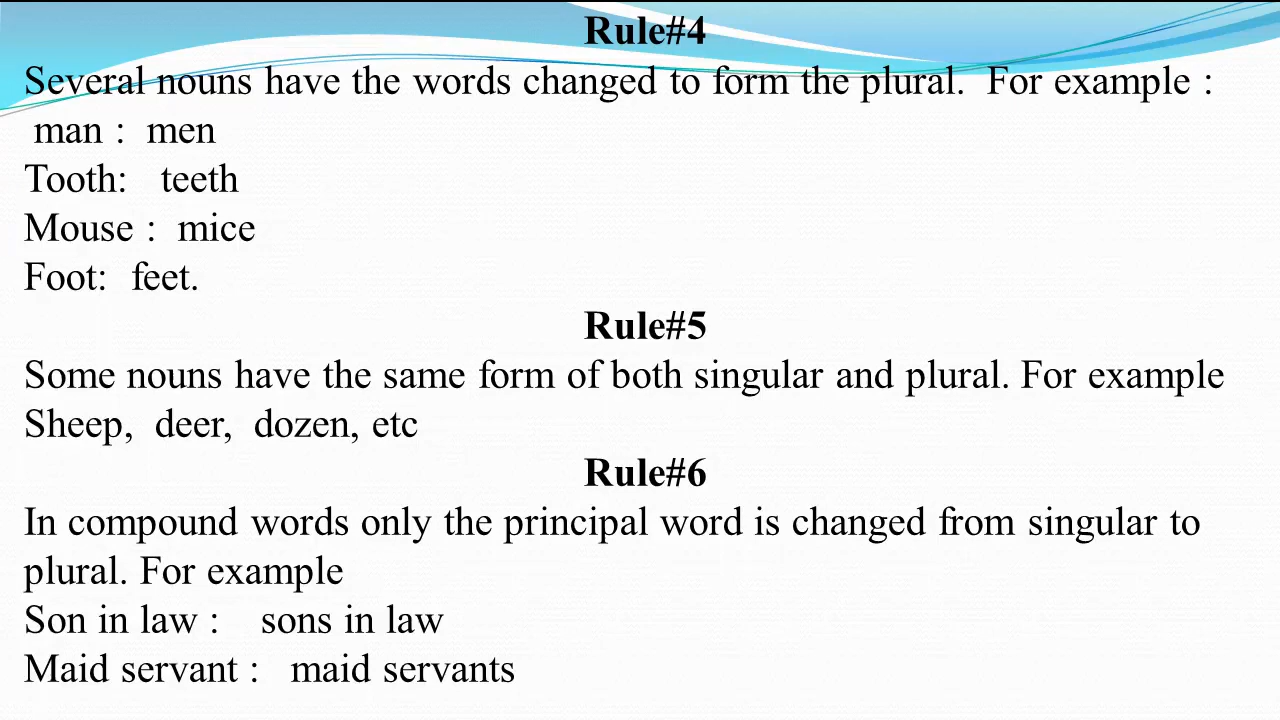 Rule#4
Several nouns have the words changed to form the plural.  For example :
man :  men
Tooth:   teeth
Mouse :  mice
Foot:  feet.
Rule#5
Some nouns have the same form of both singular and plural. For example
Sheep,  deer,  dozen, etc
Rule#6
In compound words only the principal word is changed from singular to
plural. For example
Son in law :    sons in law
Maid servant :   maid servants